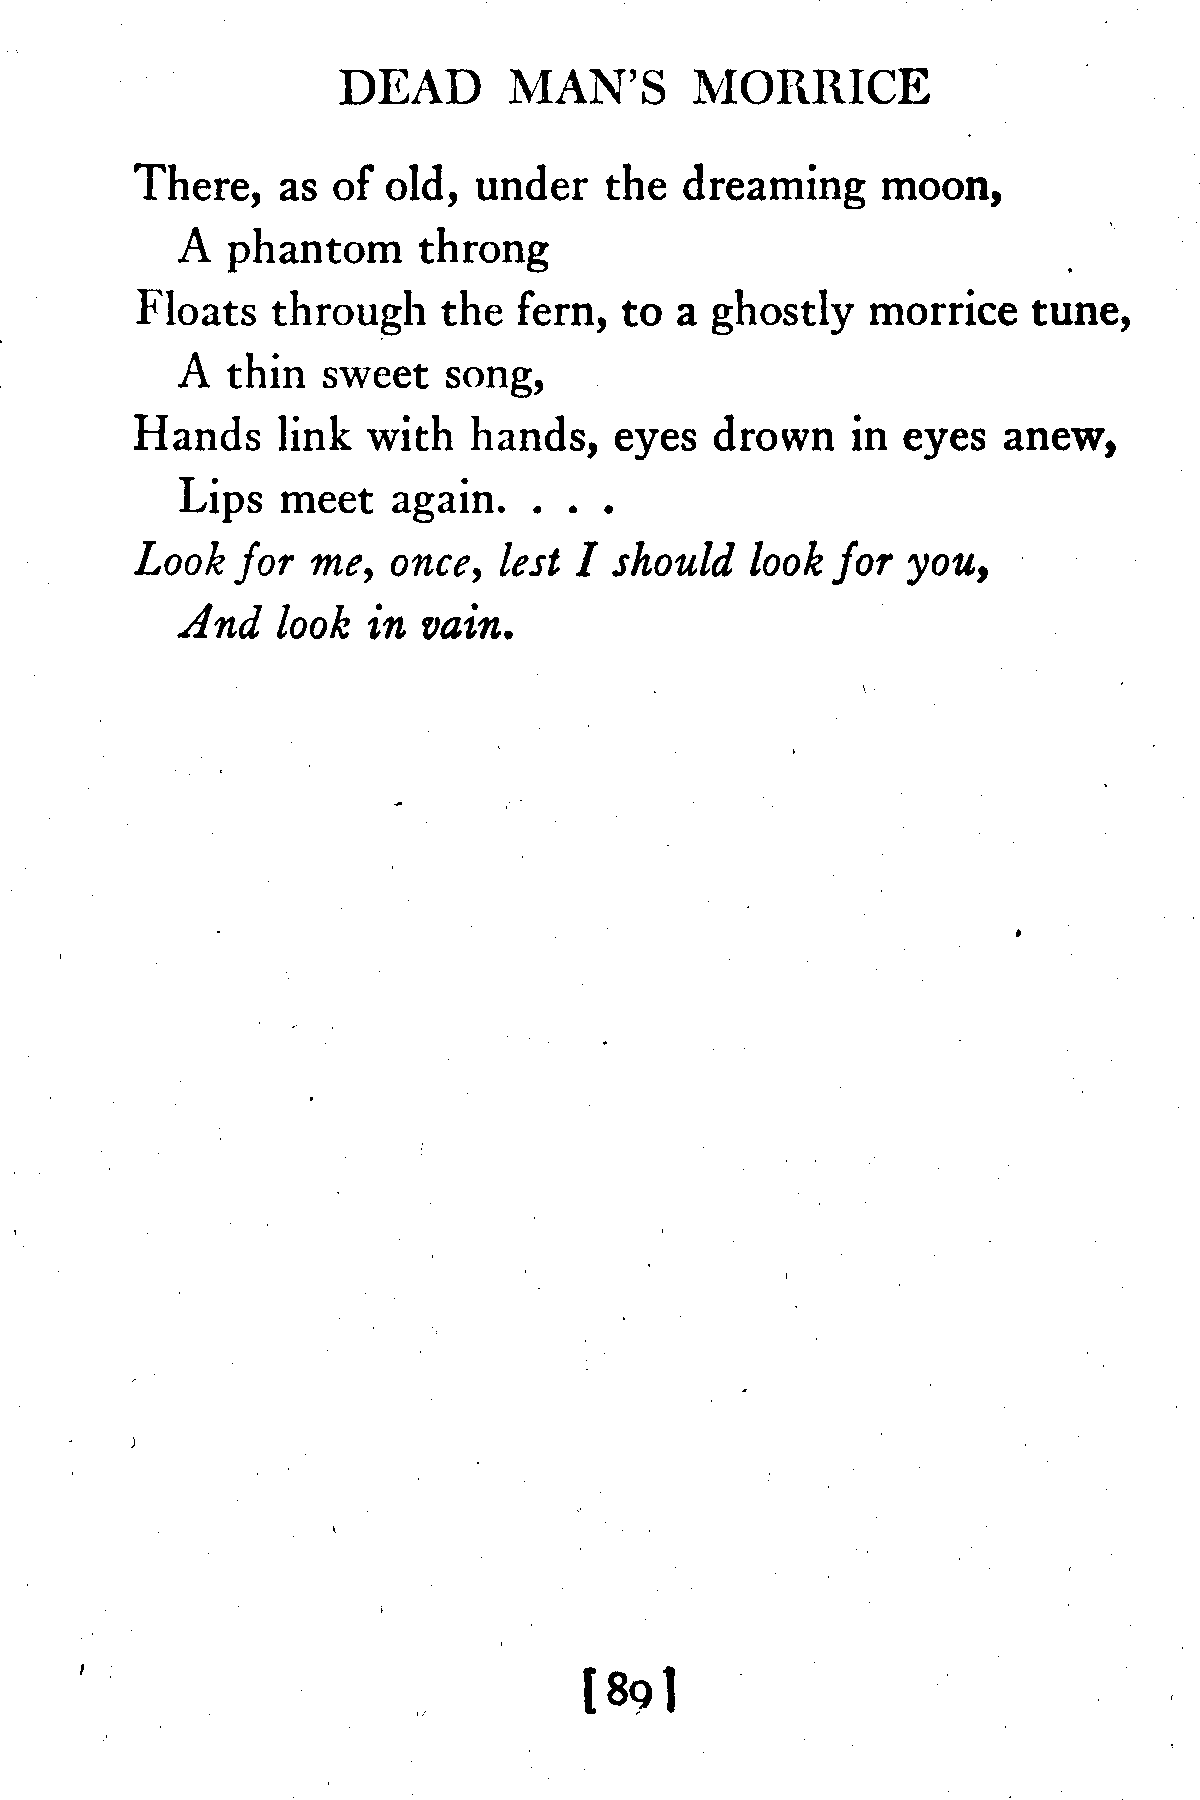 DEAD MAN'S MORRICE
There, as of old, under the dreaming moon,
A phantom throng
Floats through the fern, to a ghostly morrice tune,
A thin sweet song,
Hands link with hands, eyes drown in eyes anew,
Lips meet again. . . .
Look for me, once, lest I should look for you,
And look in vain.
[89]